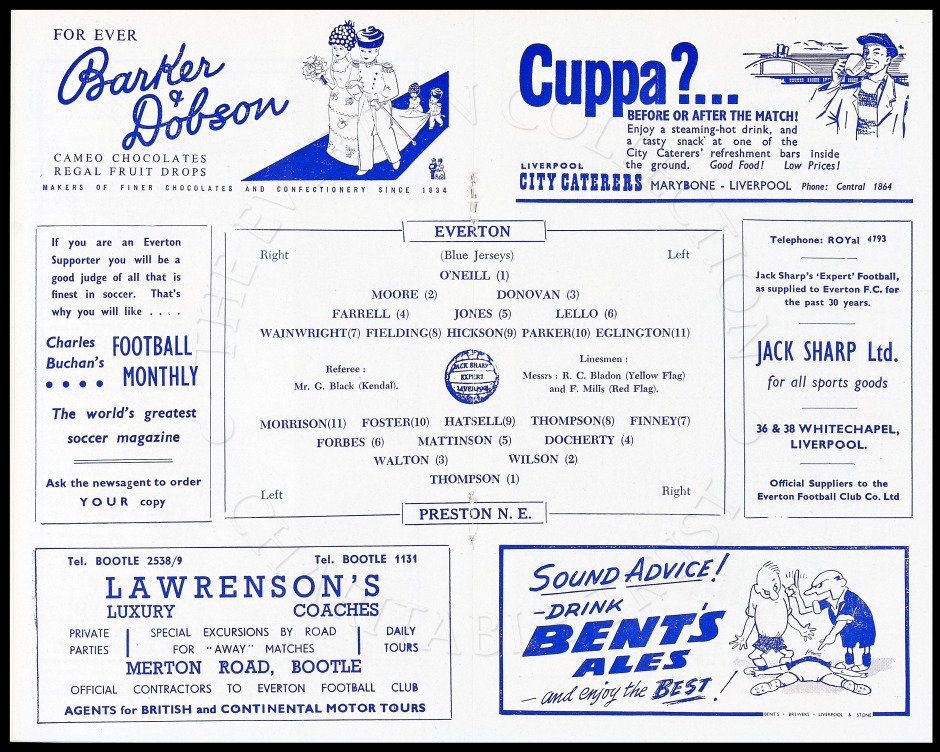 FOR EVER
Barker
&
Dobson
CAMEO CHOCOLATES
REGAL FRUIT DROPS
MAKERS OF FINER CHOCOLATES AND CONFECTIONERY SINCE 1834
Cuppa?...
BEFORE OR AFTER THE MATCH!
Enjoy a steaming-hot drink, and
a tasty snack at one of the
City Caterers' refreshment bars inside
the ground. Good Food! Low Prices!
LIVERPOOL
CITY CATERERS MARYBONE - LIVERPOOL Phone: Central 1864
If you are an Everton
Supporter you will be a
good judge of all that is
finest in soccer. That's
why you will like . . . .
Charles
Buchan's
FOOTBALL
MONTHLY
The world's greatest
soccer magazine
Ask the newsagent to order
YOUR copy
EVERTON
Right (Blue Jerseys) Left
O'NEILL (1)
MOORE (2) DONOVAN (3)
FARRELL (4) JONES (5) LELLO (6)
WAINWRIGHT(7) FIELDING(8) HICKSON(9) PARKER(10) EGLINGTON(11)
Referee :
Mr. G. Black (Kendal).
JACK SHARP
EXPERT
LIVERPOOL
Linesmen :
Messrs : R. C. Bladon (Yellow Flag)
and F. Mills (Red Flag).
MORRISON(11) FOSTER(10) HATSELL(9) THOMPSON(8) FINNEY(7)
FORBES (6) MATTINSON (5) DOCHERTY (4)
WALTON (3) WILSON (2)
THOMPSON (1)
Left Right
PRESTON N. E.
Telephone: ROYal 4793
Jack Sharp's 'Expert' Football,
as supplied to Everton F.C. for
the past 30 years.
JACK SHARP Ltd.
for all sports goods
36 & 38 WHITECHAPEL,
LIVERPOOL.
Official Suppliers to the
Everton Football Club Co. Ltd
Tel. BOOTLE 2538/9 Tel. BOOTLE 1131
LAWRENSON'S
LUXURY COACHES
PRIVATE
PARTIES
SPECIAL EXCURSIONS BY ROAD
FOR "AWAY" MATCHES
DAILY
TOURS
MERTON ROAD, BOOTLE
OFFICIAL CONTRACTORS TO EVERTON FOOTBALL CLUB
AGENTS for BRITISH and CONTINENTAL MOTOR TOURS
SOUND ADVICE!
-DRINK
BENT'S
ALES
- and enjoy the BEST!
BENT'S · BREWERS · LIVERPOOL & STONE
THE EVERTON COLLECTION
CHARITABLE TRUST